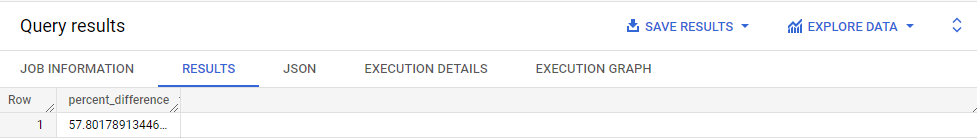 Query results
SAVE RESULTS
EXPLORE DATA
JOB INFORMATION RESULTS JSON EXECUTION DETAILS EXECUTION GRAPH
Row percent_difference
1 57.80178913446...